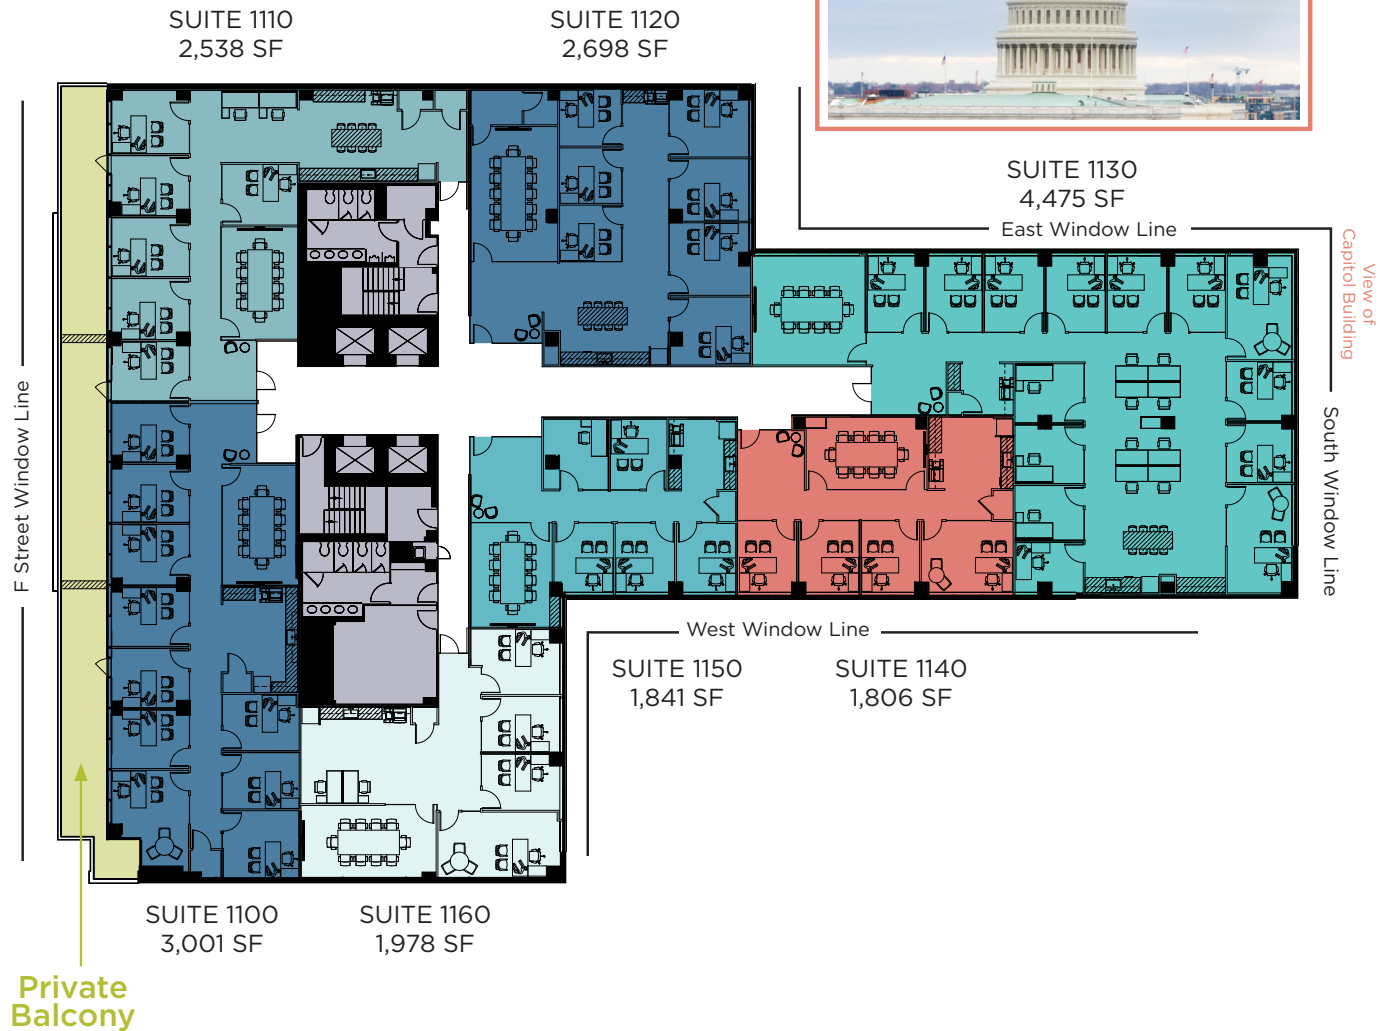 SUITE 1110
2,538 SF
SUITE 1120
2,698 SF
SUITE 1130
4,475 SF
East Window Line
View of
Capitol Building
South Window Line
F Street Window Line
West Window Line
SUITE 1150
1,841 SF
SUITE 1140
1,806 SF
SUITE 1100
3,001 SF
SUITE 1160
1,978 SF
Private
Balcony